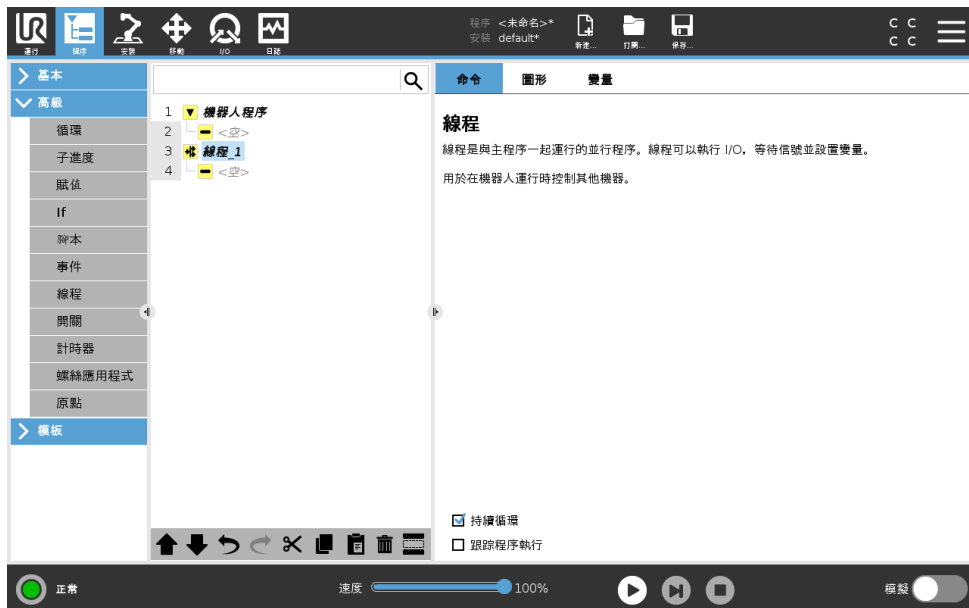 UR
運行
程序
安裝
移動
I/O
日誌
程序 <未命名>*
安裝 default*
新建...
打開...
保存...
C C
C C
基本
高級
循環
子進度
賦值
If
腳本
事件
線程
開關
計時器
螺絲應用程式
原點
模板
1 機器人程序
2 <空>
3 線程_1
4 <空>
命令 圖形 變量
線程
線程是與主程序一起運行的並行程序。線程可以執行 I/O，等待信號並設置變量。
用於在機器人運行時控制其他機器。
持續循環
跟踪程序執行
正常
速度 100%
模擬